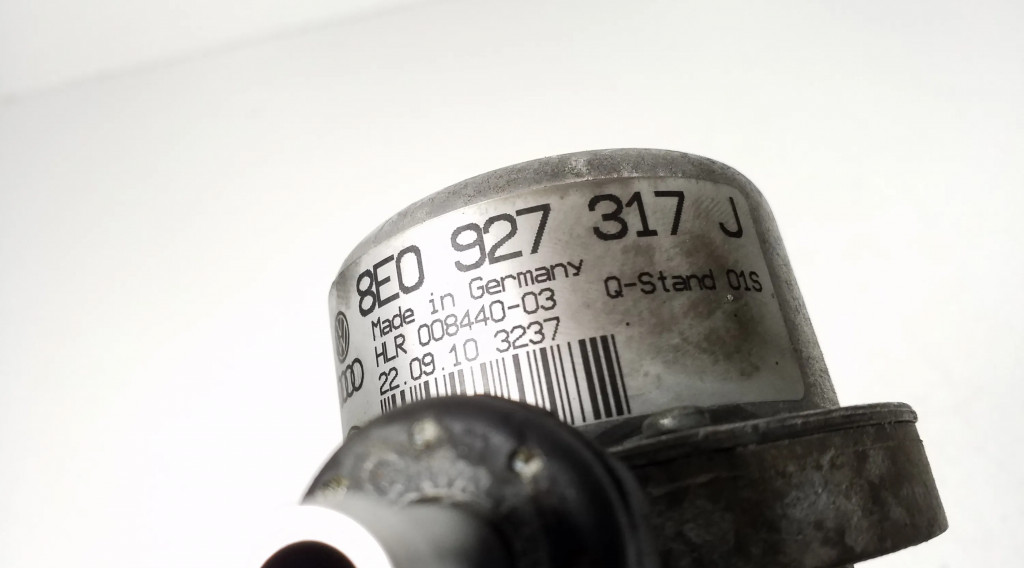 8E0 927 317 J
Made in Germany
HLR 008440-03 Q-Stand 01S
22.09.10 3237